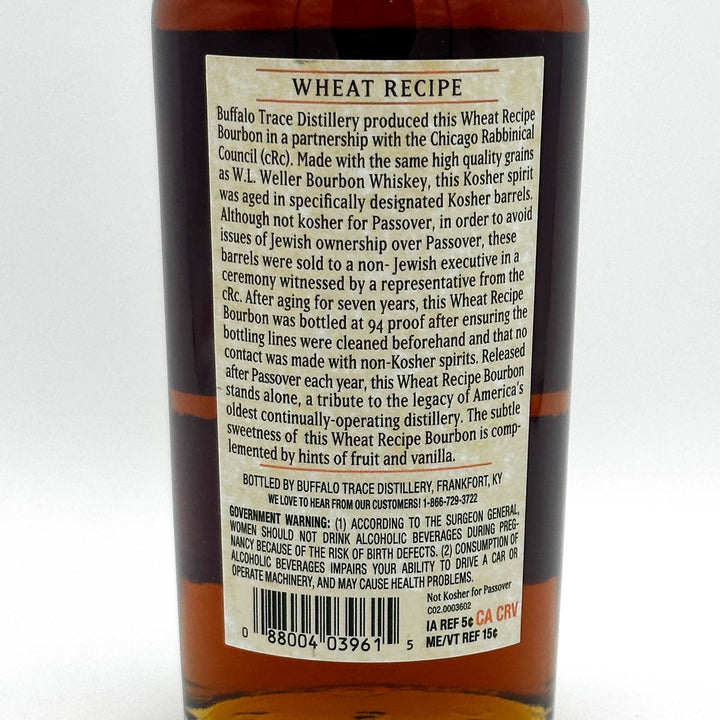 WHEAT RECIPE
Buffalo Trace Distillery produced this Wheat Recipe
Bourbon in a partnership with the Chicago Rabbinical
Council (cRc). Made with the same high quality grains
as W.L. Weller Bourbon Whiskey, this Kosher spirit
was aged in specifically designated Kosher barrels.
Although not kosher for Passover, in order to avoid
issues of Jewish ownership over Passover, these
barrels were sold to a non- Jewish executive in a
ceremony witnessed by a representative from the
cRc. After aging for seven years, this Wheat Recipe
Bourbon was bottled at 94 proof after ensuring the
bottling lines were cleaned beforehand and that no
contact was made with non-Kosher spirits. Released
after Passover each year, this Wheat Recipe Bourbon
stands alone, a tribute to the legacy of America's
oldest continually-operating distillery. The subtle
sweetness of this Wheat Recipe Bourbon is comp-
lemented by hints of fruit and vanilla.
BOTTLED BY BUFFALO TRACE DISTILLERY, FRANKFORT, KY
WE LOVE TO HEAR FROM OUR CUSTOMERS! 1-866-729-3722
GOVERNMENT WARNING: (1) ACCORDING TO THE SURGEON GENERAL,
WOMEN SHOULD NOT DRINK ALCOHOLIC BEVERAGES DURING PREG-
NANCY BECAUSE OF THE RISK OF BIRTH DEFECTS. (2) CONSUMPTION OF
ALCOHOLIC BEVERAGES IMPAIRS YOUR ABILITY TO DRIVE A CAR OR
OPERATE MACHINERY, AND MAY CAUSE HEALTH PROBLEMS.
Not Kosher for Passover
C02.0003602
IA REF 5¢ CA CRV
ME/VT REF 15¢
0 88004 03961 5